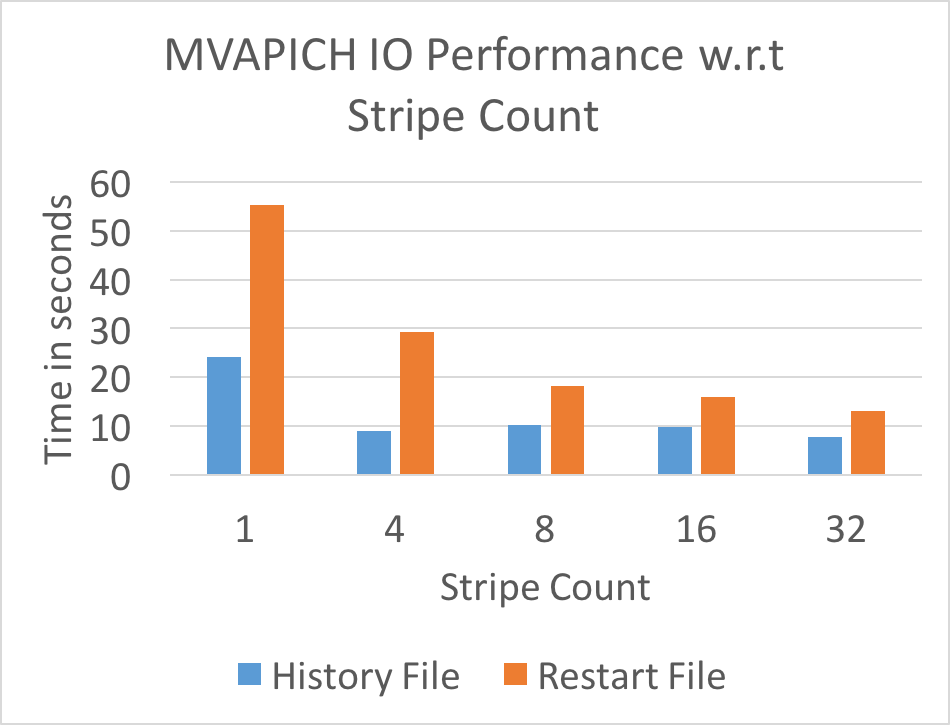 MVAPICH IO Performance w.r.t
Stripe Count
Time in seconds
60
50
40
30
20
10
0
1 4 8 16 32
Stripe Count
History File Restart File